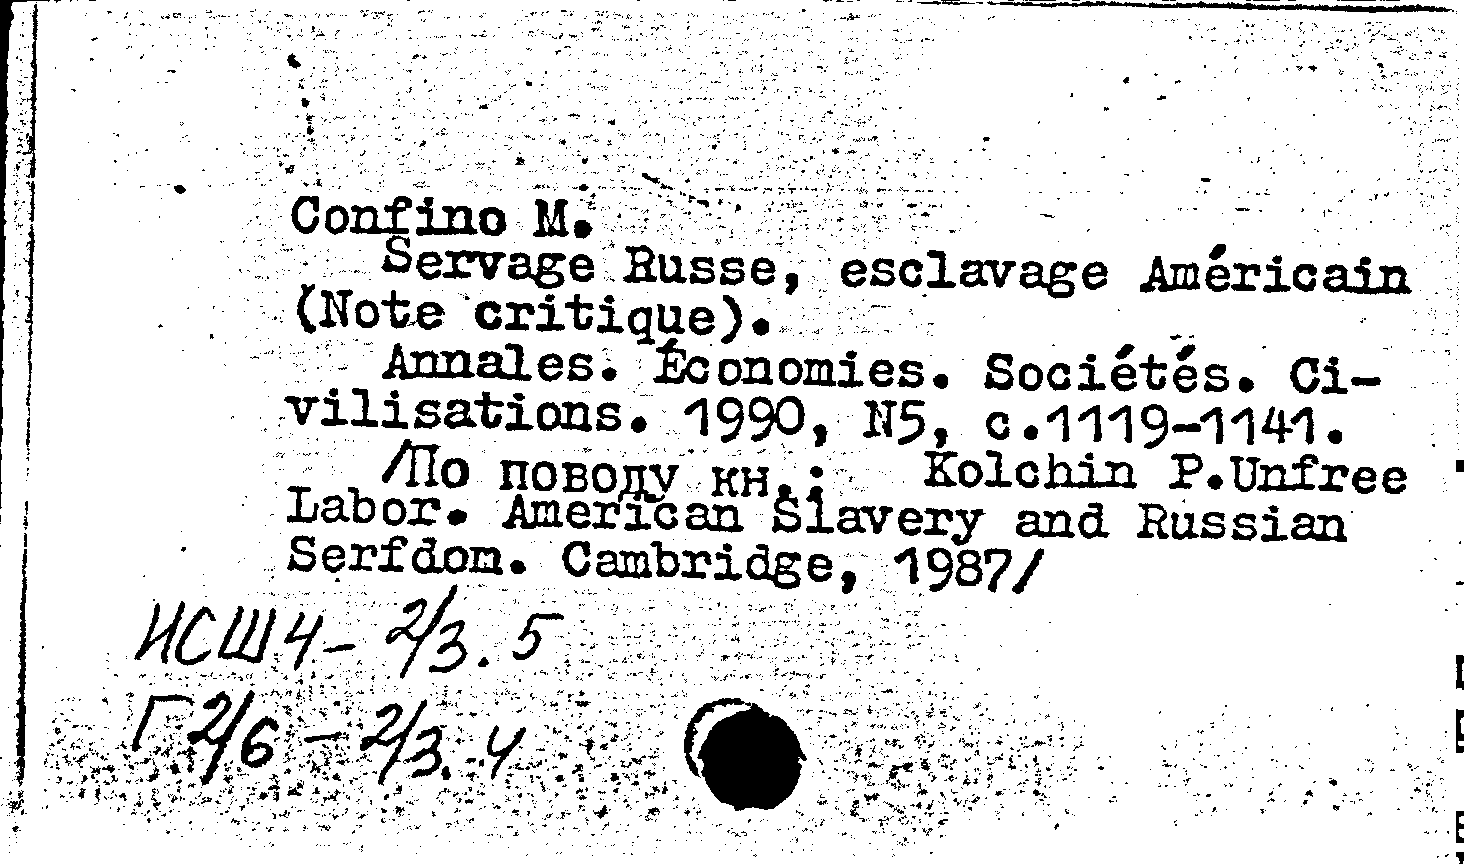 Confino M.
Servage Russe, esclavage Américain
(Note critique).
Annales. Économies. Sociétés. Ci-
vilisations. 1990, N5, с.1119-1141.
/По поводу кн.: Kolchin P.Unfree
Labor. American Slavery and Russian
Serfdom. Cambridge, 1987/
ИСШ4- 2/3.5
Г2/6 - 2/3.4